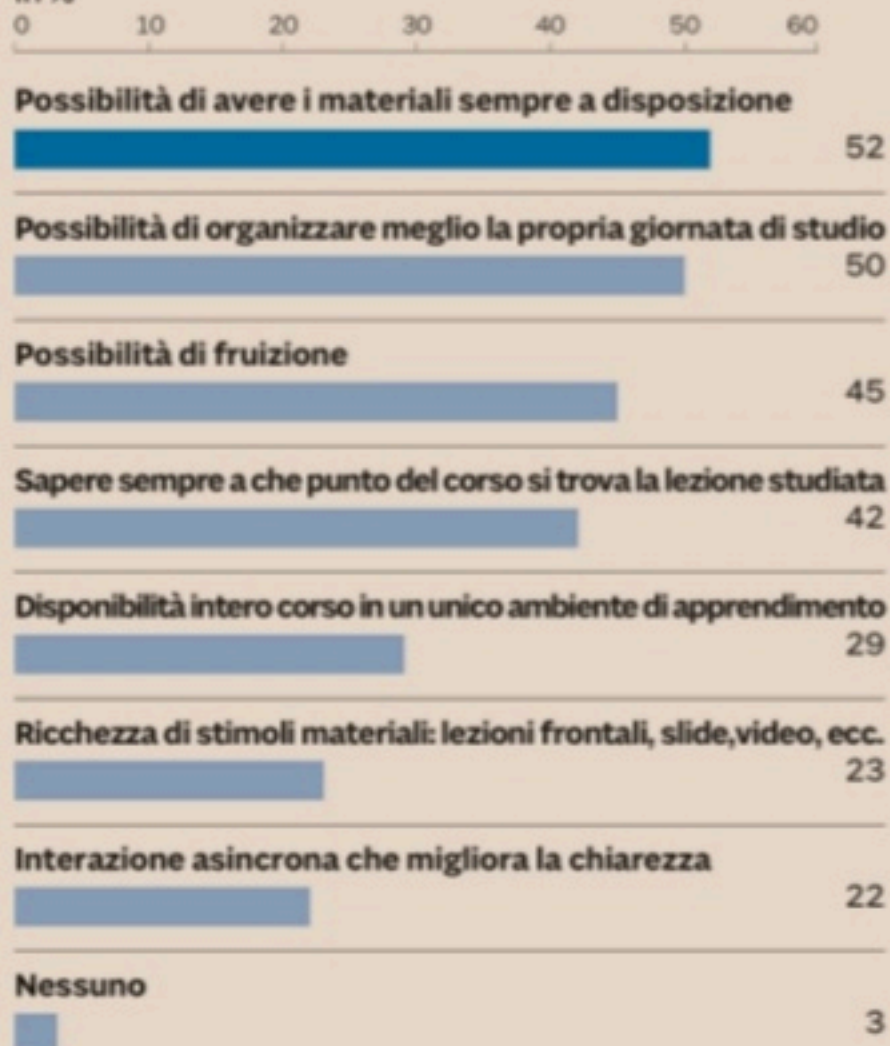 0 10 20 30 40 50 60
Possibilità di avere i materiali sempre a disposizione
52
Possibilità di organizzare meglio la propria giornata di studio
50
Possibilità di fruizione
45
Sapere sempre a che punto del corso si trova la lezione studiata
42
Disponibilità intero corso in un unico ambiente di apprendimento
29
Ricchezza di stimoli materiali: lezioni frontali, slide,video, ecc.
23
Interazione asincrona che migliora la chiarezza
22
Nessuno
3